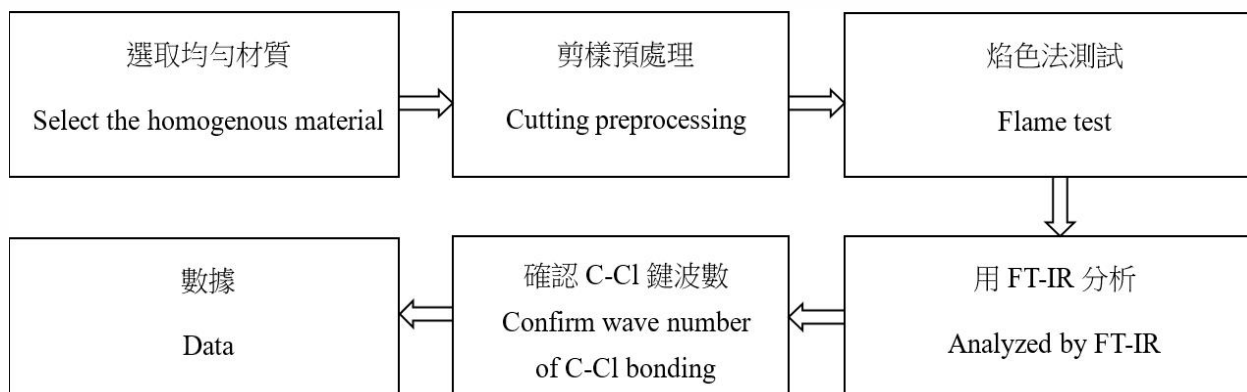 選取均勻材質
Select the homogenous material
剪樣預處理
Cutting preprocessing
焰色法測試
Flame test
用 FT-IR 分析
Analyzed by FT-IR
確認 C-Cl 鍵波數
Confirm wave number
of C-Cl bonding
數據
Data